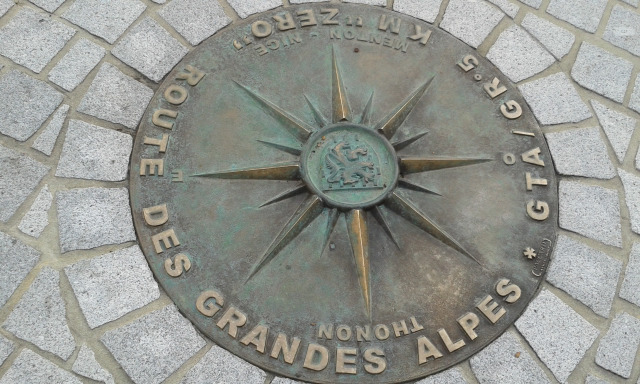 ROUTE DES GRANDES ALPES * GTA/GR°5
KM "ZERO"
MENTON - NICE
E
O
THONON